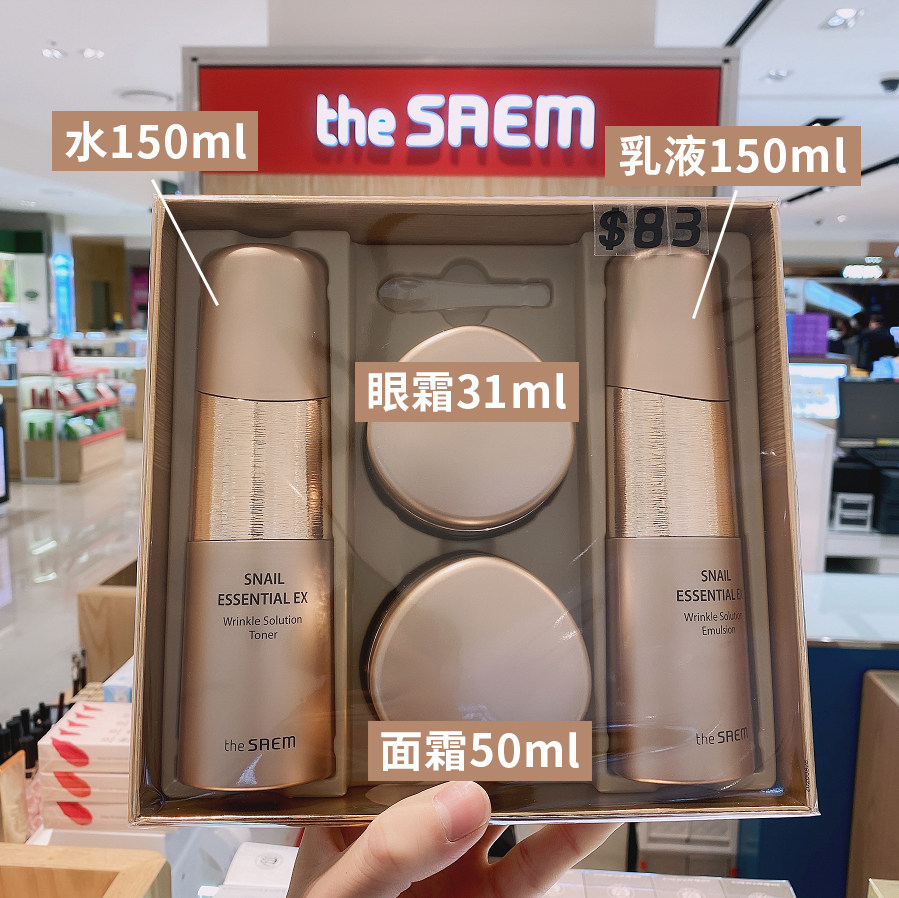 the SAEM
水150ml
乳液150ml
$83
眼霜31ml
SNAIL
ESSENTIAL EX
Wrinkle Solution
Toner
the SAEM
SNAIL
ESSENTIAL E
Wrinkle Solution
Emulsion
the SAEM
面霜50ml